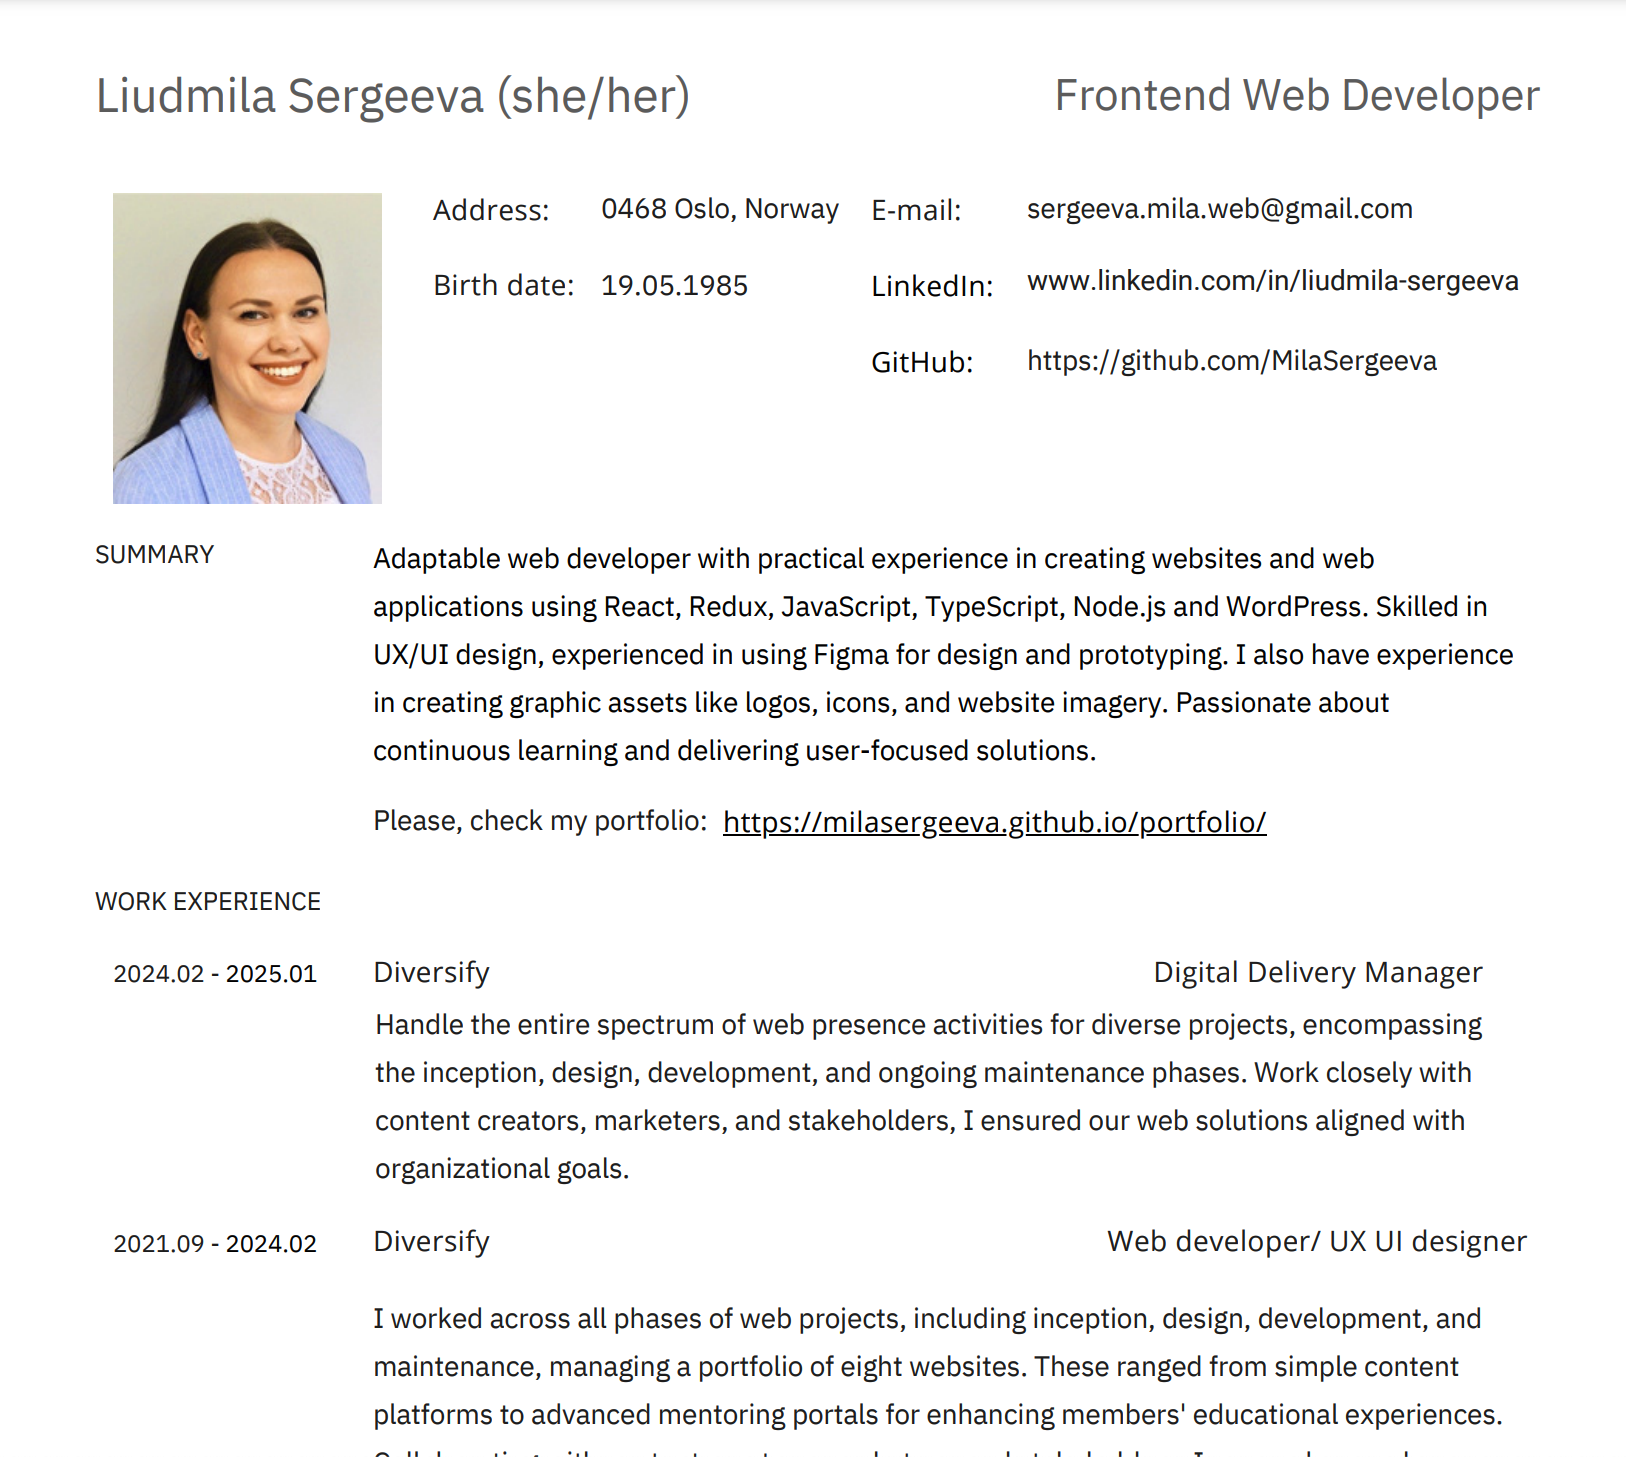 Liudmila Sergeeva (she/her)
Frontend Web Developer
Address: 0468 Oslo, Norway
E-mail: sergeeva.mila.web@gmail.com
Birth date: 19.05.1985
LinkedIn: www.linkedin.com/in/liudmila-sergeeva
GitHub: https://github.com/MilaSergeeva
SUMMARY
Adaptable web developer with practical experience in creating websites and web
applications using React, Redux, JavaScript, TypeScript, Node.js and WordPress. Skilled in
UX/UI design, experienced in using Figma for design and prototyping. I also have experience
in creating graphic assets like logos, icons, and website imagery. Passionate about
continuous learning and delivering user-focused solutions.
Please, check my portfolio: https://milasergeeva.github.io/portfolio/
WORK EXPERIENCE
2024.02 - 2025.01 Diversify Digital Delivery Manager
Handle the entire spectrum of web presence activities for diverse projects, encompassing
the inception, design, development, and ongoing maintenance phases. Work closely with
content creators, marketers, and stakeholders, I ensured our web solutions aligned with
organizational goals.
2021.09 - 2024.02 Diversify Web developer/ UX UI designer
I worked across all phases of web projects, including inception, design, development, and
maintenance, managing a portfolio of eight websites. These ranged from simple content
platforms to advanced mentoring portals for enhancing members' educational experiences.